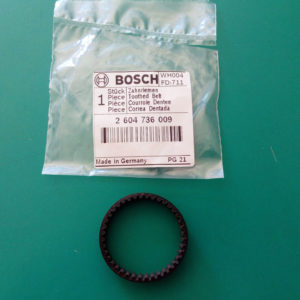 BOSCH
WH004
FD-711
1
Stück Zahnriemen
Piece Toothed Belt
Pièce Courroie Dentee
Pieza Correa Dentada
2 604 736 009
Made in Germany
PG 21